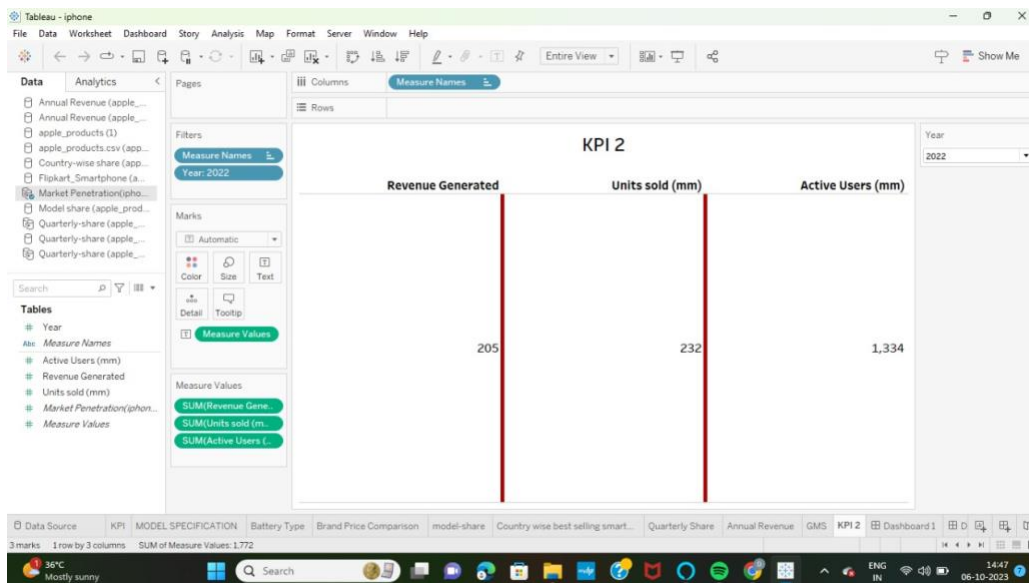 Tableau - iphone
File Data Worksheet Dashboard Story Analysis Map Format Server Window Help
Entire View
Show Me
Data Analytics
Annual Revenue (apple_...
Annual Revenue (apple_...
apple_products (1)
apple_products.csv (app...
Country-wise share (app...
Flipkart_Smartphone (a...
Market Penetration(ipho...
Model share (apple_prod...
Quarterly-share (apple_...
Quarterly-share (apple_...
Quarterly-share (apple_...
Search
Tables
# Year
Abc Measure Names
# Active Users (mm)
# Revenue Generated
# Units sold (mm)
# Market Penetration(iphon...
# Measure Values
Pages
Filters
Measure Names
Year: 2022
Marks
Automatic
Color Size Text
Detail Tooltip
Measure Values
Measure Values
SUM(Revenue Gene..
SUM(Units sold (m..
SUM(Active Users (..
Columns Measure Names
Rows
KPI 2
Revenue Generated Units sold (mm) Active Users (mm)
205 232 1,334
Year
2022
Data Source KPI MODEL SPECIFICATION Battery Type Brand Price Comparison model-share Country wise best selling smart... Quarterly Share Annual Revenue GMS KPI 2 Dashboard 1 D
3 marks 1 row by 3 columns SUM of Measure Values: 1,772
36°C
Mostly sunny
Search
ENG
IN
14:47
06-10-2023